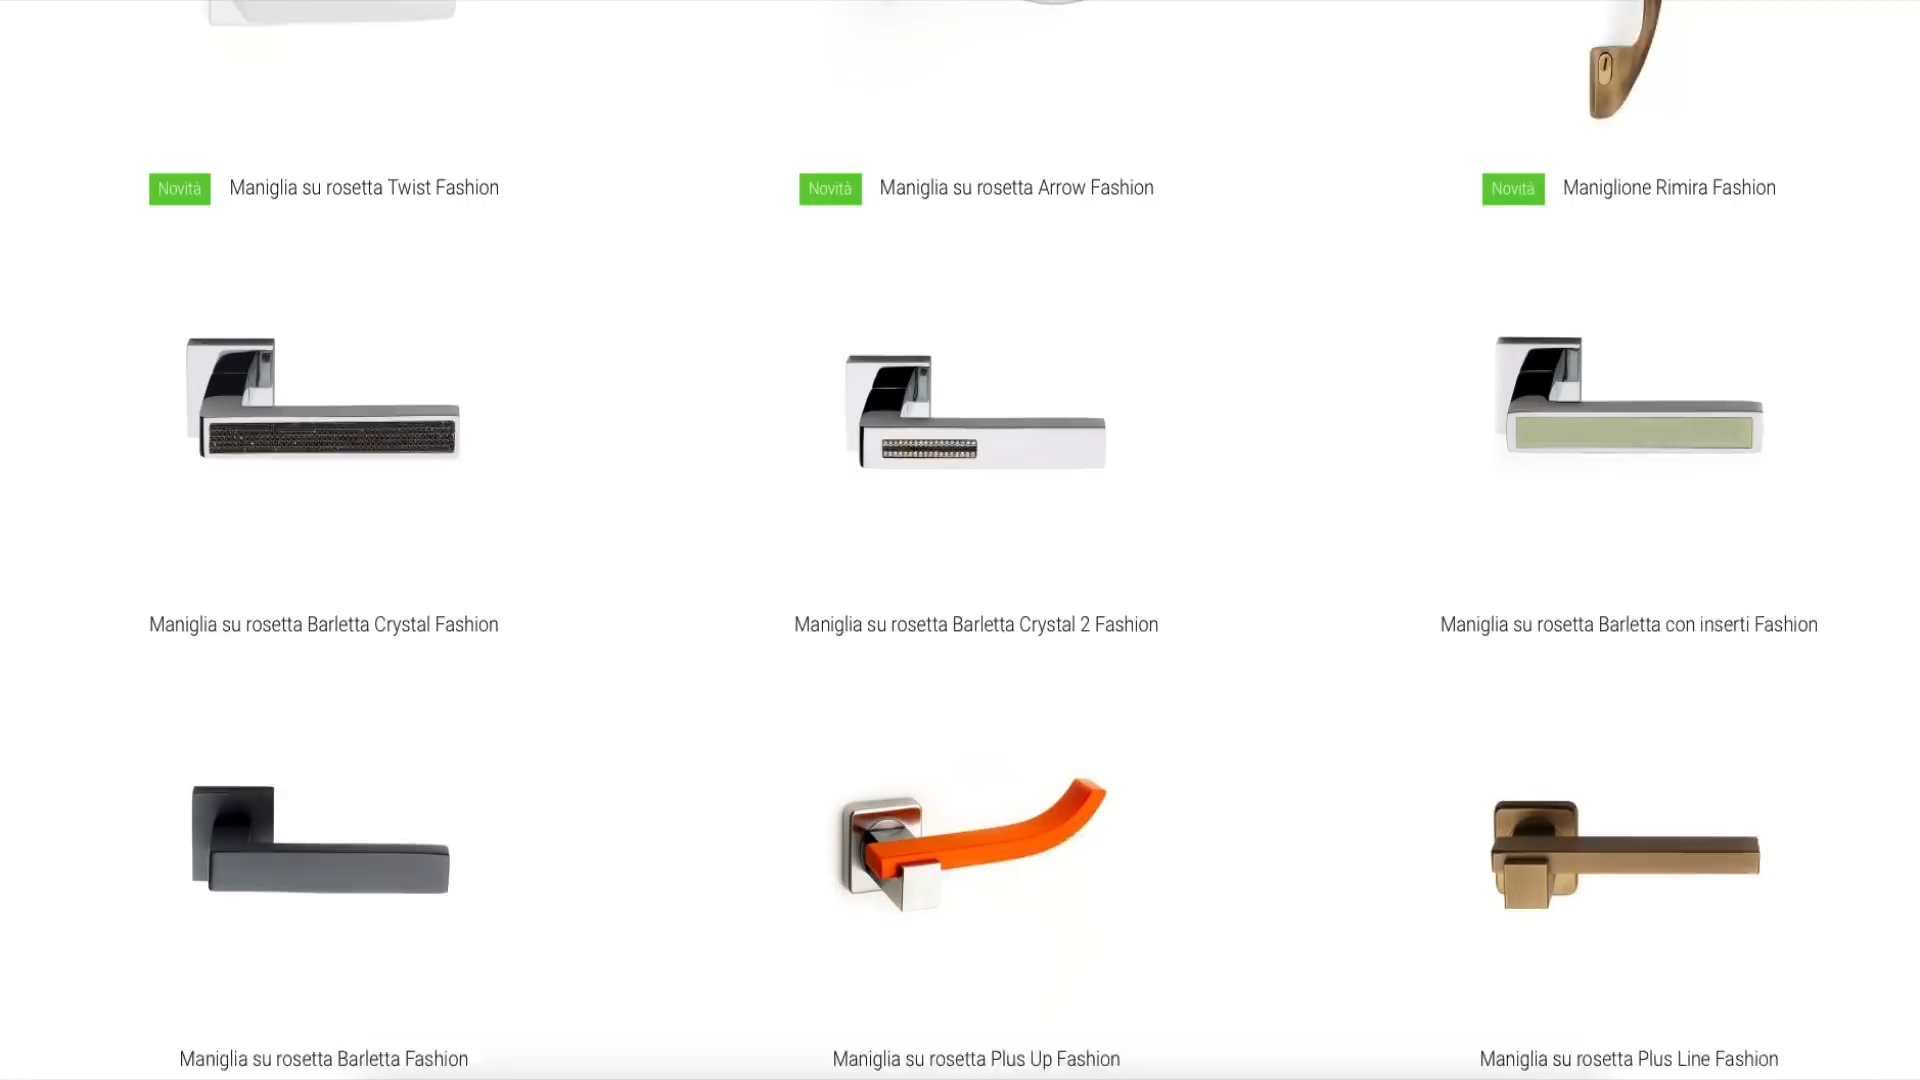 Novità Maniglia su rosetta Twist Fashion
Novità Maniglia su rosetta Arrow Fashion
Novità Maniglione Rimira Fashion
Maniglia su rosetta Barletta Crystal Fashion
Maniglia su rosetta Barletta Crystal 2 Fashion
Maniglia su rosetta Barletta con inserti Fashion
Maniglia su rosetta Barletta Fashion
Maniglia su rosetta Plus Up Fashion
Maniglia su rosetta Plus Line Fashion